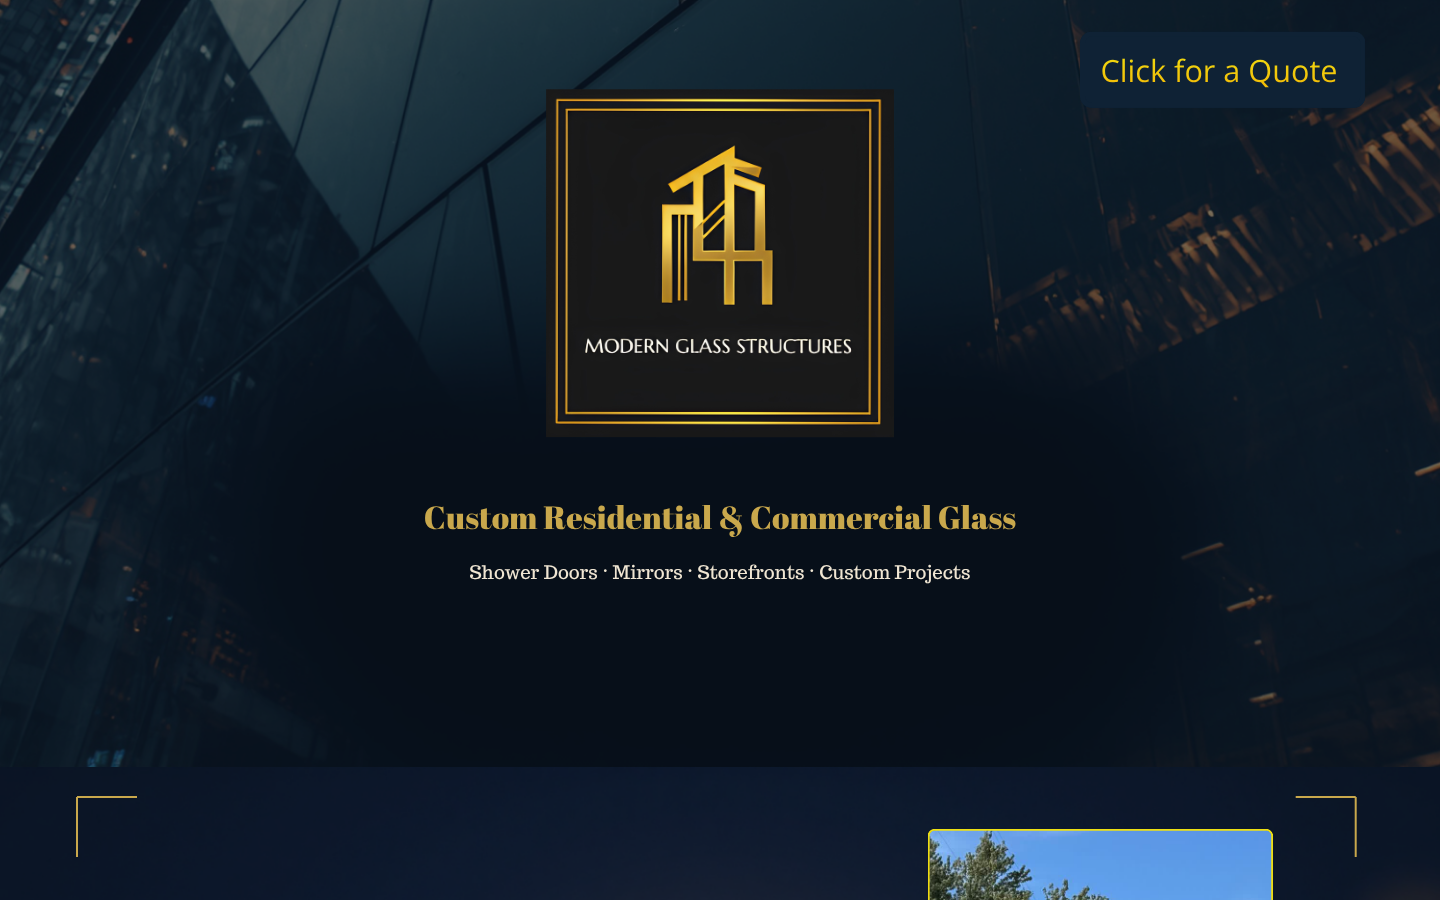 Click for a Quote
MODERN GLASS STRUCTURES
Custom Residential & Commercial Glass
Shower Doors · Mirrors · Storefronts · Custom Projects